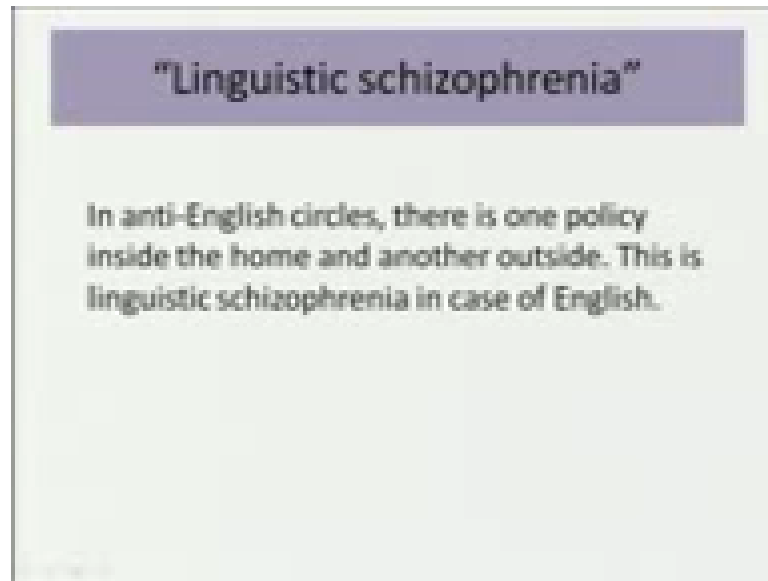 “Linguistic schizophrenia”
In anti-English circles, there is one policy
inside the home and another outside. This is
linguistic schizophrenia in case of English.